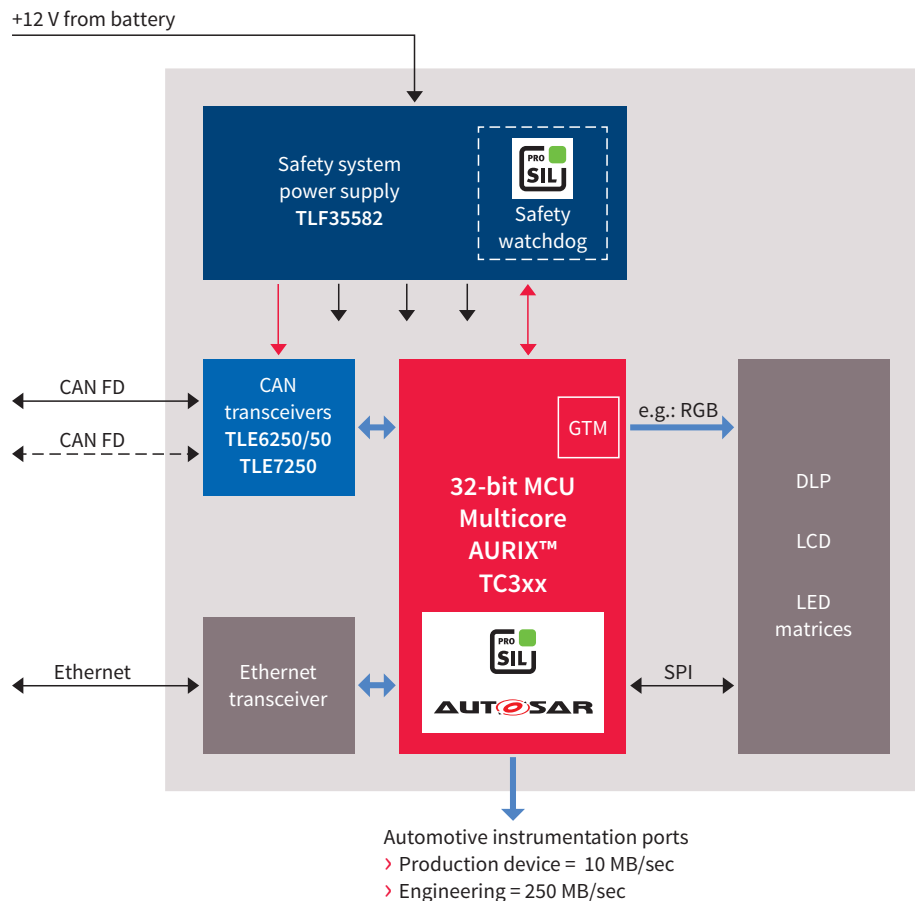 +12 V from battery
Safety system
power supply
TLF35582
PRO
SIL
Safety
watchdog
CAN FD
CAN FD
CAN
transceivers
TLE6250/50
TLE7250
GTM
e.g.: RGB
32-bit MCU
Multicore
AURIX™
TC3xx
PRO
SIL
AUTOSAR
DLP
LCD
LED
matrices
Ethernet
Ethernet
transceiver
SPI
Automotive instrumentation ports
› Production device = 10 MB/sec
› Engineering = 250 MB/sec